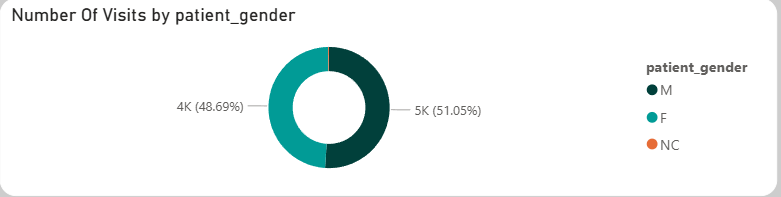 Number Of Visits by patient_gender
4K (48.69%)
5K (51.05%)
patient_gender
M
F
NC